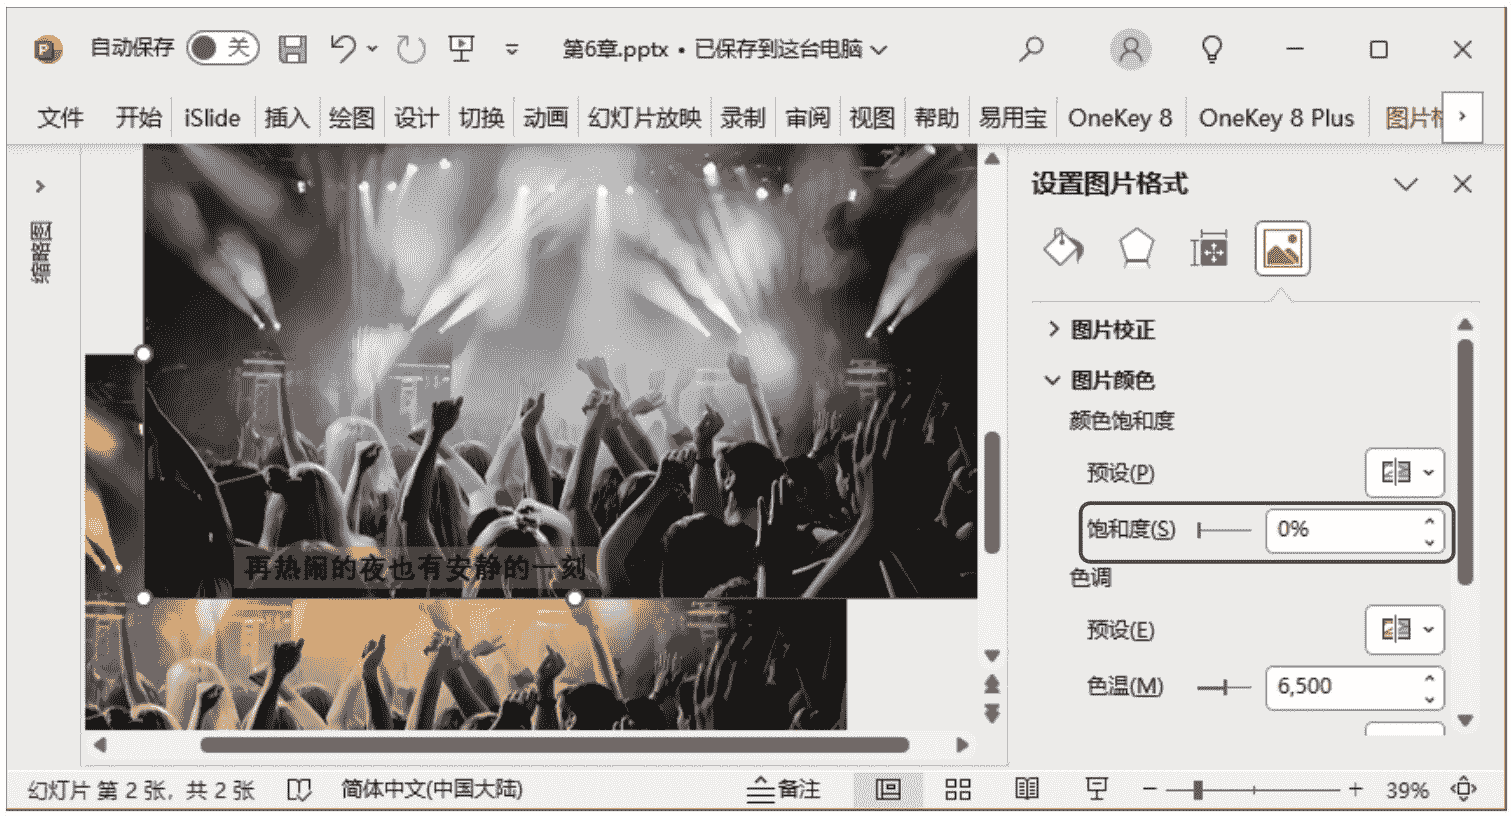 自动保存 关 第6章.pptx • 已保存到这台电脑
文件 开始 iSlide 插入 绘图 设计 切换 动画 幻灯片放映 录制 审阅 视图 帮助 易用宝 OneKey 8 OneKey 8 Plus 图片格
缩略图
设置图片格式
图片校正
图片颜色
颜色饱和度
预设(P)
饱和度(S) 0%
色调
预设(E)
色温(M) 6,500
再热闹的夜也有安静的一刻
幻灯片 第 2 张，共 2 张 简体中文(中国大陆) 备注 39%